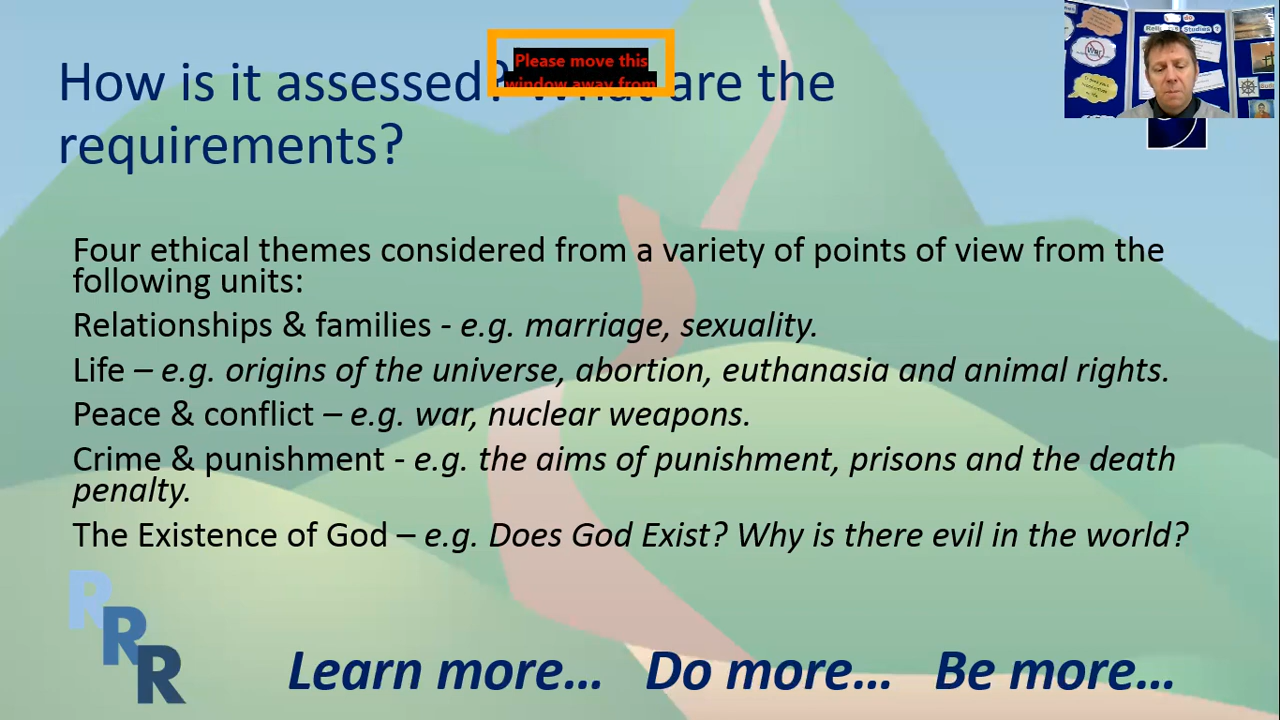 How is it assessed? What are the
requirements?
Please move this
window away from
Four ethical themes considered from a variety of points of view from the
following units:
Relationships & families - e.g. marriage, sexuality.
Life – e.g. origins of the universe, abortion, euthanasia and animal rights.
Peace & conflict – e.g. war, nuclear weapons.
Crime & punishment - e.g. the aims of punishment, prisons and the death
penalty.
The Existence of God – e.g. Does God Exist? Why is there evil in the world?
R
R
R
Learn more... Do more... Be more...